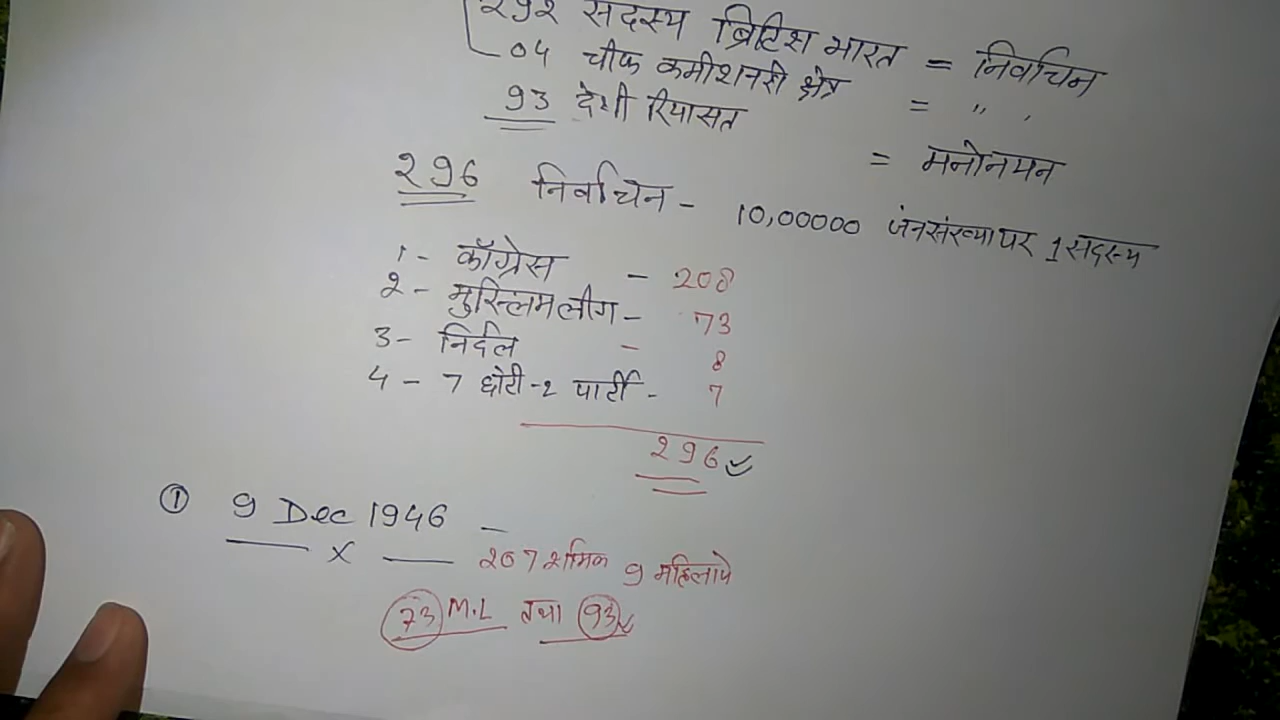 292 सदस्य ब्रिटिश भारत = निर्वाचन
04 चीफ कमीशनरी क्षेत्र = " ,
93 देशी रियासत = मनोनयन
296 निर्वाचन - 10,00000 जनसंख्या पर 1 सदस्य
1 - काँग्रेस - 208
2 - मुस्लिम लीग - 73
3 - निर्दल - 8
4 - 7 छोटी-2 पार्टी - 7
296
① 9 Dec 1946 -
x 207 शमिल 9 महिलाये
73 M.L तथा 93